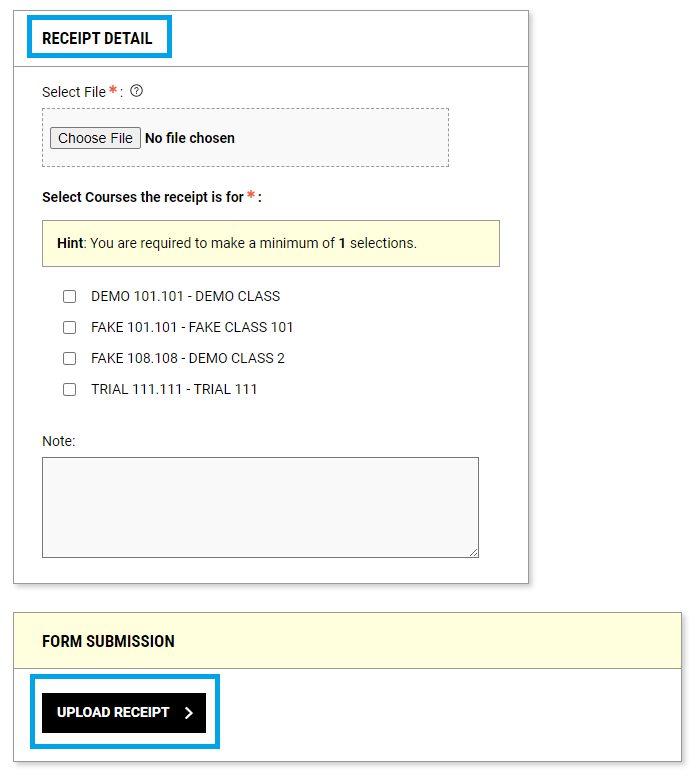 RECEIPT DETAIL
Select File * : ?
Choose File No file chosen
Select Courses the receipt is for * :
Hint: You are required to make a minimum of 1 selections.
DEMO 101.101 - DEMO CLASS
FAKE 101.101 - FAKE CLASS 101
FAKE 108.108 - DEMO CLASS 2
TRIAL 111.111 - TRIAL 111
Note:
FORM SUBMISSION
UPLOAD RECEIPT